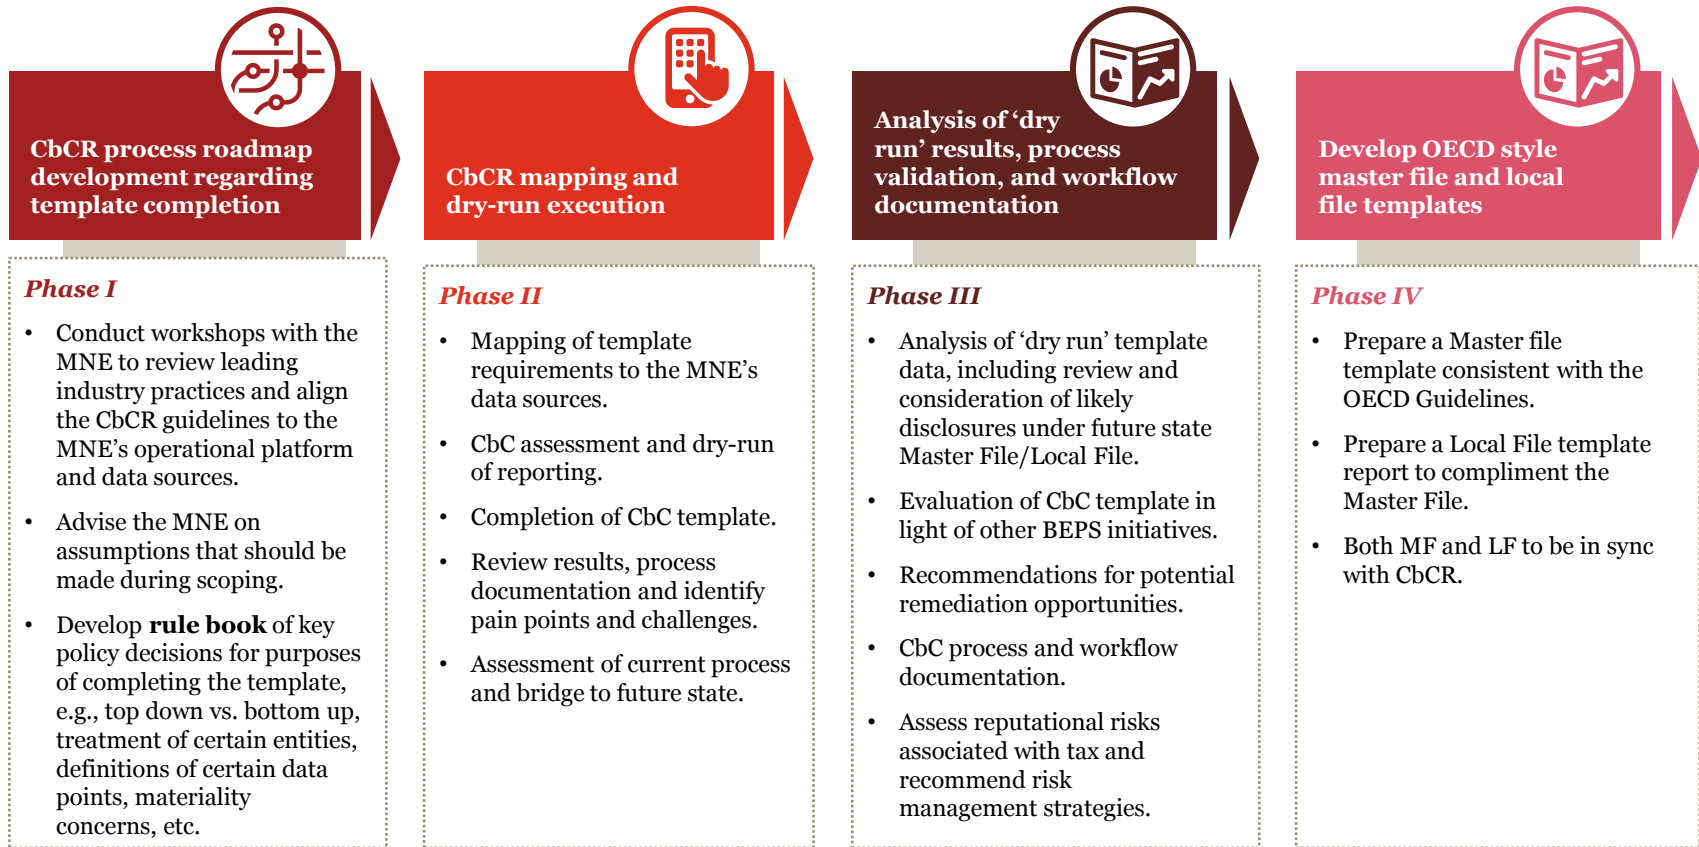 CbCR process roadmap
development regarding
template completion
Phase I
• Conduct workshops with the
MNE to review leading
industry practices and align
the CbCR guidelines to the
MNE’s operational platform
and data sources.
• Advise the MNE on
assumptions that should be
made during scoping.
• Develop rule book of key
policy decisions for purposes
of completing the template,
e.g., top down vs. bottom up,
treatment of certain entities,
definitions of certain data
points, materiality
concerns, etc.
CbCR mapping and
dry-run execution
Phase II
• Mapping of template
requirements to the MNE’s
data sources.
• CbC assessment and dry-run
of reporting.
• Completion of CbC template.
• Review results, process
documentation and identify
pain points and challenges.
• Assessment of current process
and bridge to future state.
Analysis of ‘dry
run’ results, process
validation, and workflow
documentation
Phase III
• Analysis of ‘dry run’ template
data, including review and
consideration of likely
disclosures under future state
Master File/Local File.
• Evaluation of CbC template in
light of other BEPS initiatives.
• Recommendations for potential
remediation opportunities.
• CbC process and workflow
documentation.
• Assess reputational risks
associated with tax and
recommend risk
management strategies.
Develop OECD style
master file and local
file templates
Phase IV
• Prepare a Master file
template consistent with the
OECD Guidelines.
• Prepare a Local File template
report to compliment the
Master File.
• Both MF and LF to be in sync
with CbCR.